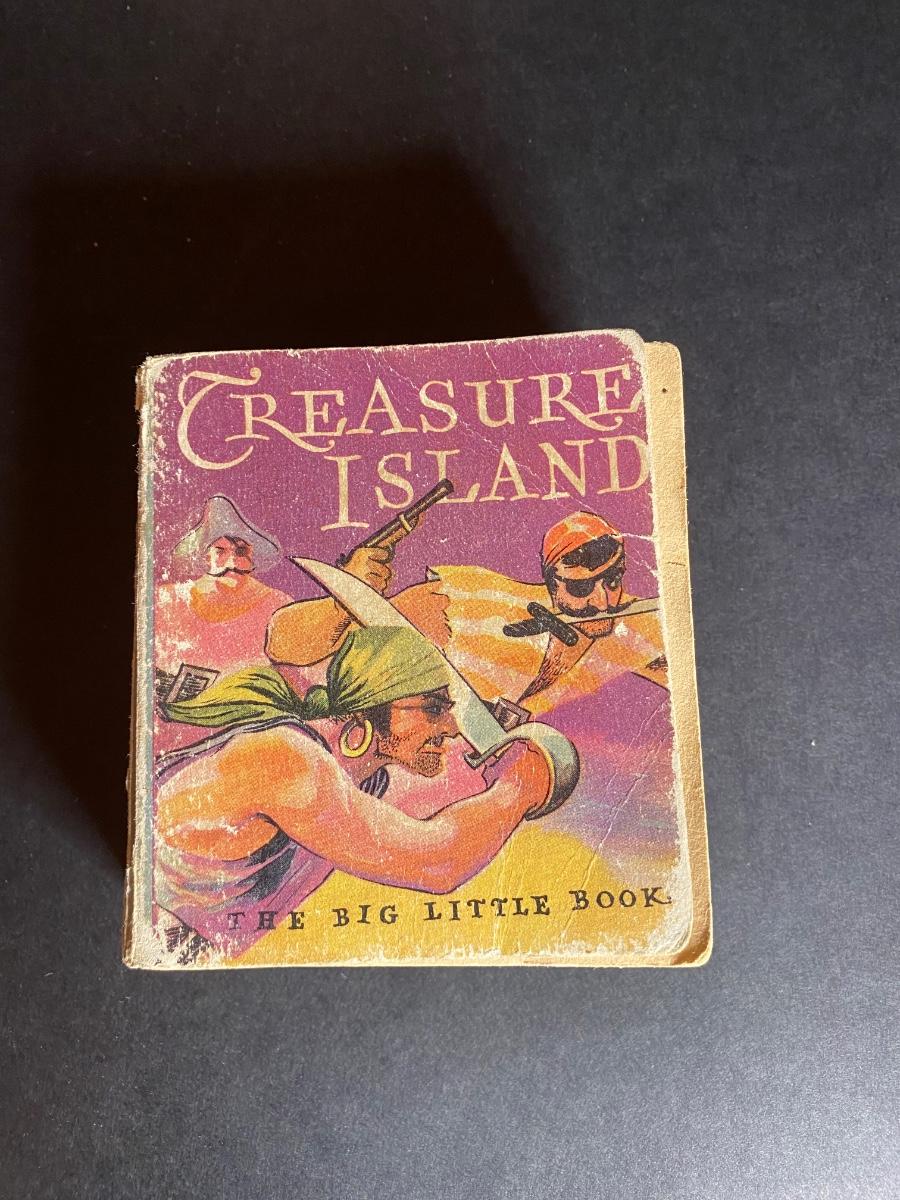 TREASURE
ISLAND
THE BIG LITTLE BOOK